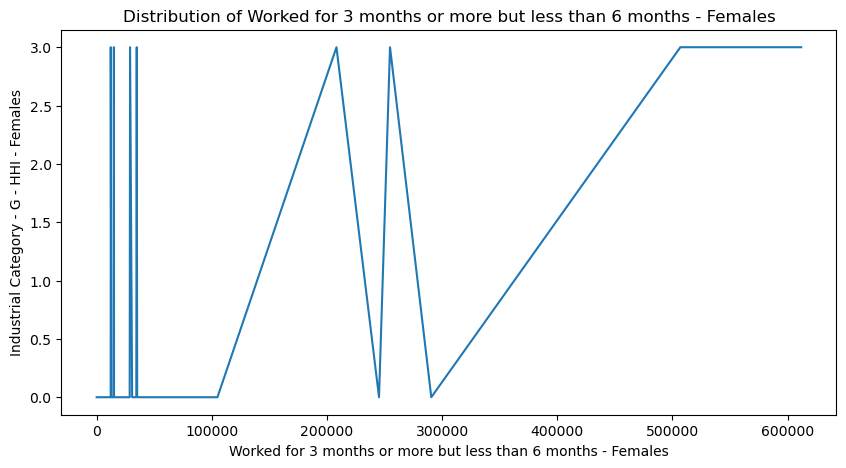 Distribution of Worked for 3 months or more but less than 6 months - Females
3.0
2.5
2.0
1.5
1.0
0.5
0.0
Industrial Category - G - HHI - Females
0 100000 200000 300000 400000 500000 600000
Worked for 3 months or more but less than 6 months - Females